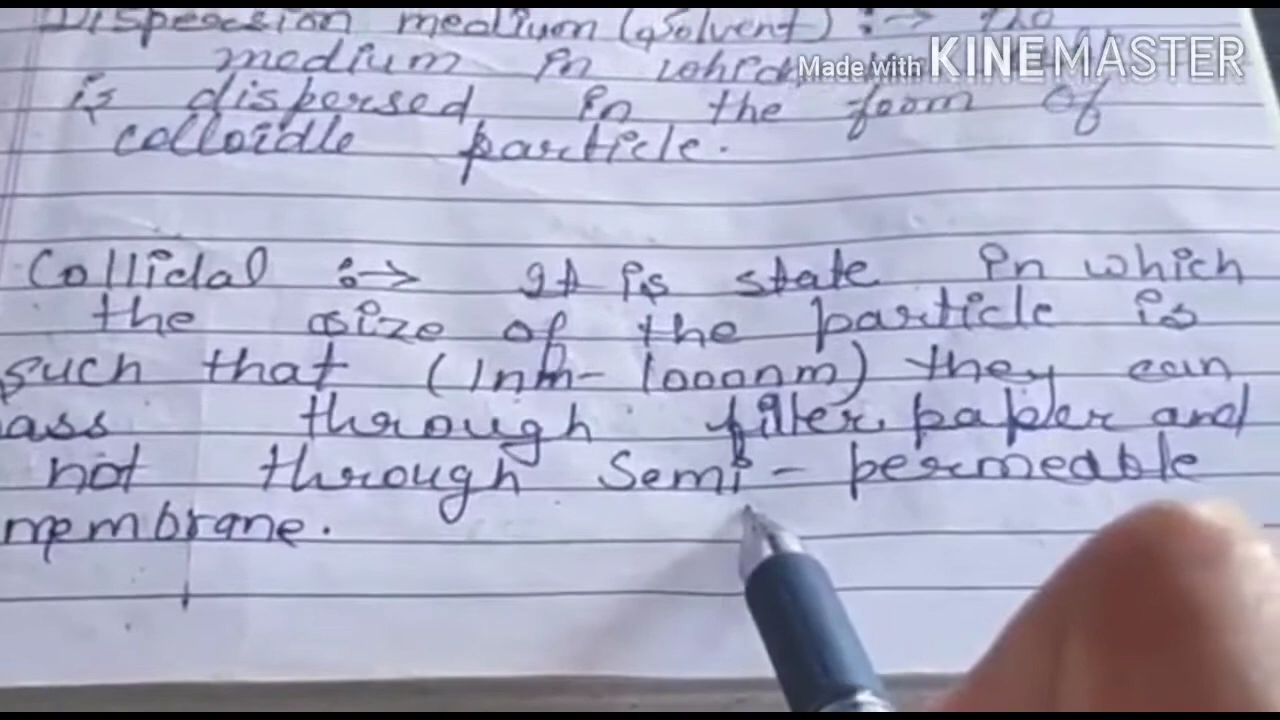 Dispersion medium (Solvent) :→ the
medium in which
Made with KINEMASTER
is dispersed in the form of
colloidle particle.
Collidal :→ It is state in which
the size of the particle is
such that (1nm- 1000nm) they can
ass through filter paper and
not through Semi-permeable
membrane.